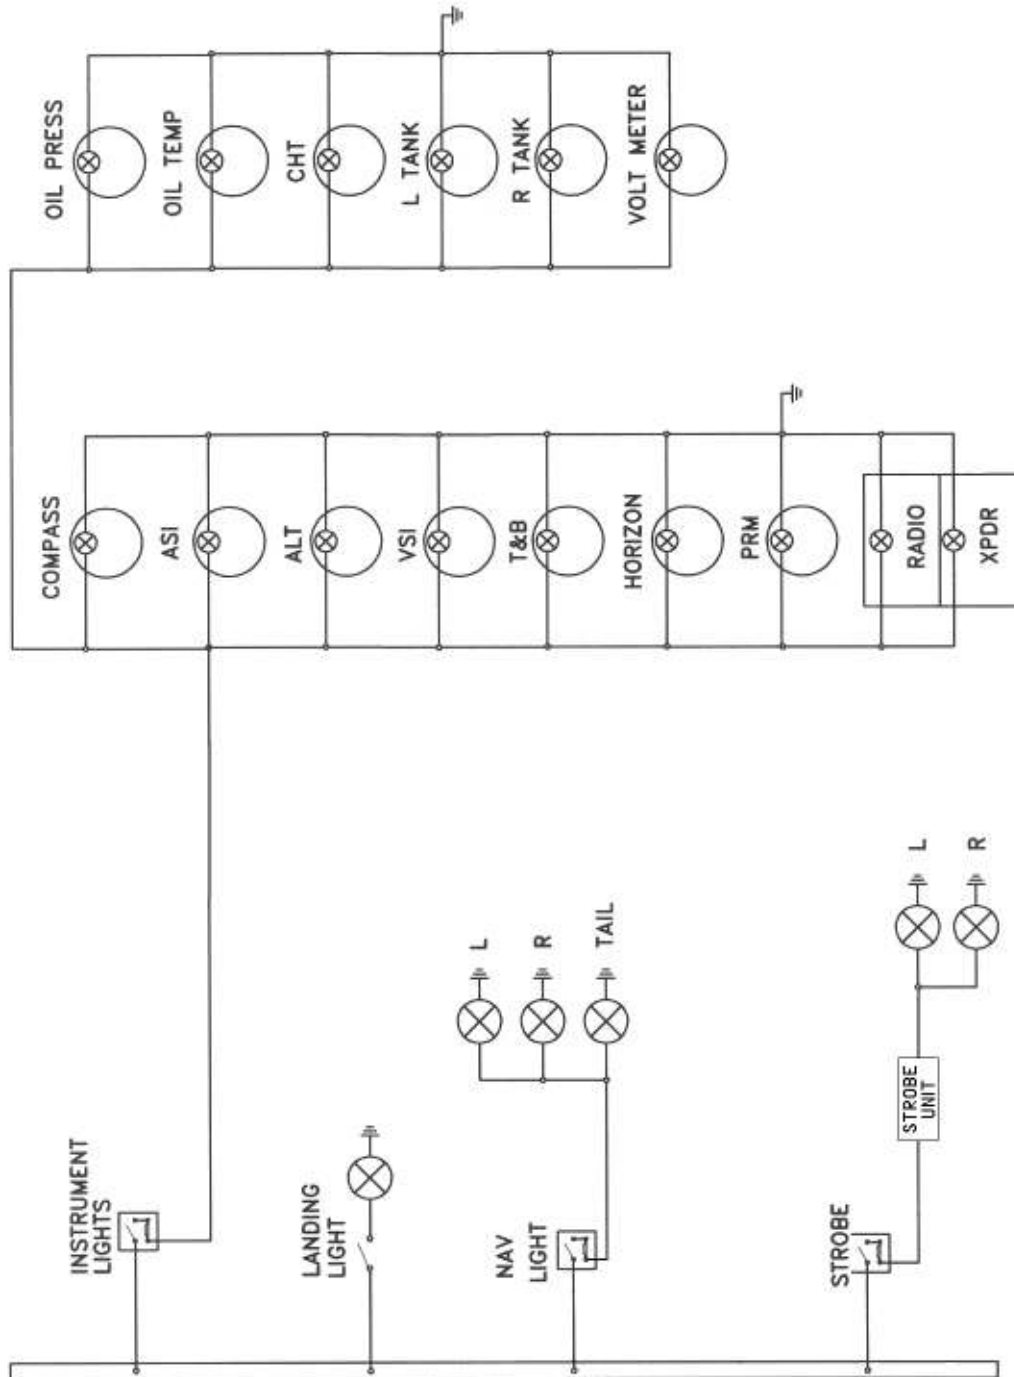 OIL PRESS
OIL TEMP
CHT
L TANK
R TANK
VOLT METER
COMPASS
ASI
ALT
VSI
T&B
HORIZON
PRM
RADIO
XPDR
INSTRUMENT
LIGHTS
LANDING
LIGHT
NAV
LIGHT
L
R
TAIL
STROBE
STROBE
UNIT
L
R